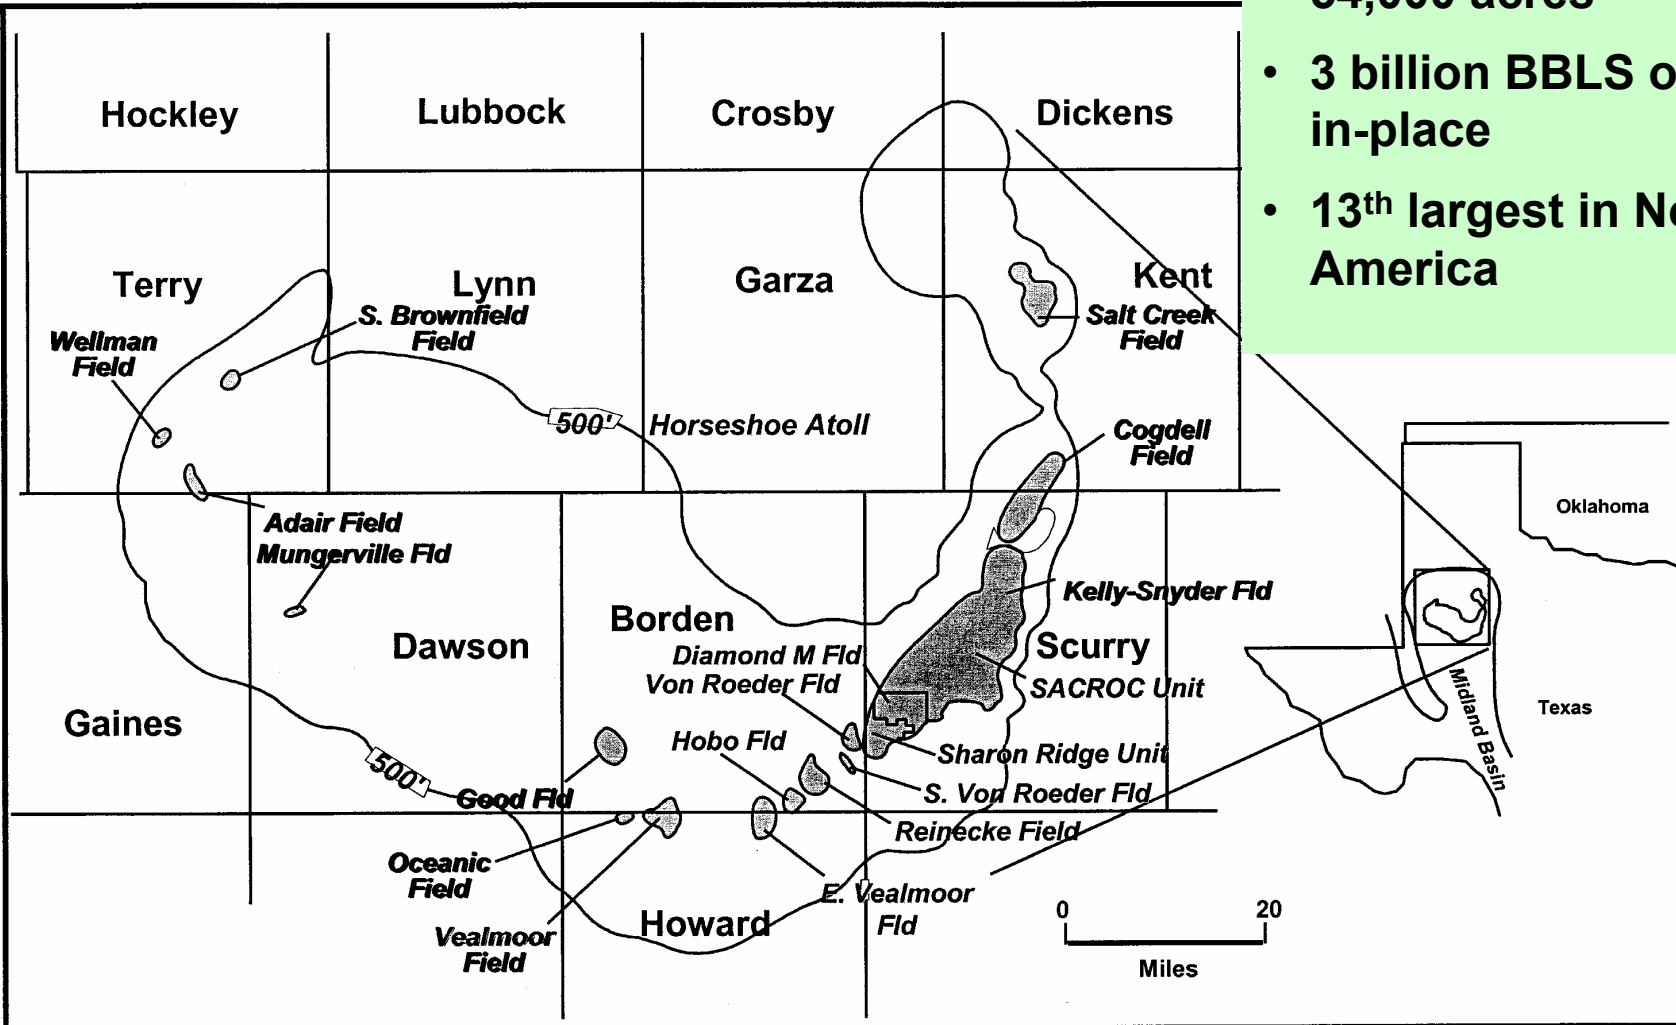 34,000 acres
• 3 billion BBLS
in-place
• 13th largest in
America
Hockley
Lubbock
Crosby
Dickens
Terry
Lynn
Garza
Kent
S. Brownfield
Field
Wellman
Field
Salt Creek
Field
500'
Horseshoe Atoll
Cogdell
Field
Adair Field
Mungerville Fld
Kelly-Snyder Fld
Borden
Dawson
Scurry
Diamond M Fld
Von Roeder Fld
SACROC Unit
Gaines
Hobo Fld
Sharon Ridge Unit
500'
Good Fld
S. Von Roeder Fld
Reinecke Field
Oceanic
Field
E. Vealmoor
Fld
Vealmoor
Field
Howard
0 20
Miles
Oklahoma
Texas
Midland Basin